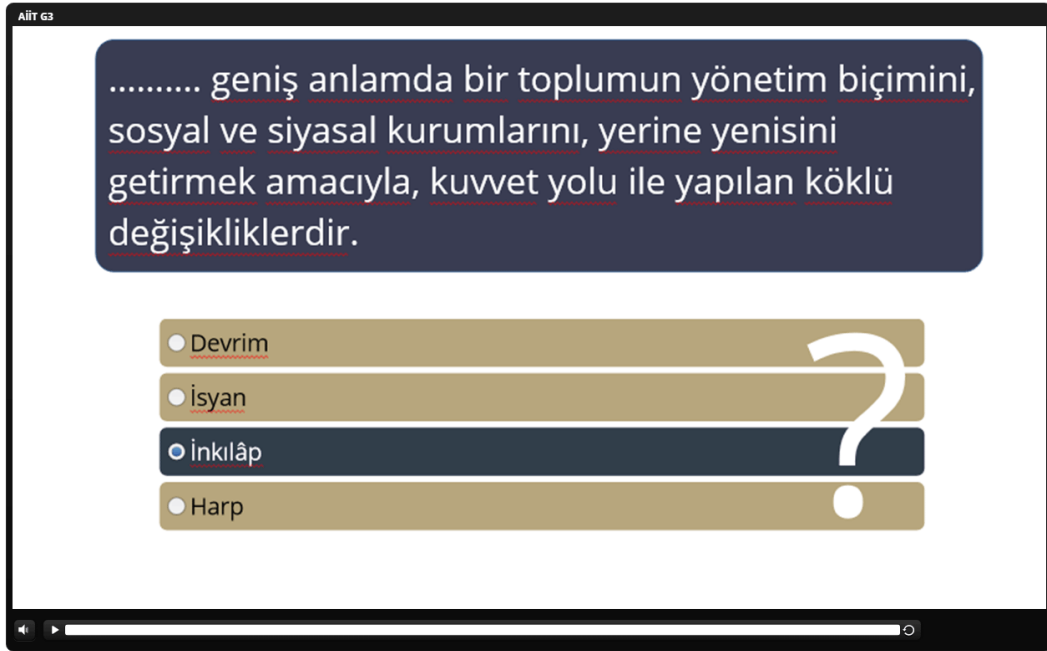 AİİT G3
.......... geniş anlamda bir toplumun yönetim biçimini,
sosyal ve siyasal kurumlarını, yerine yenisini
getirmek amacıyla, kuvvet yolu ile yapılan köklü
değişikliklerdir.
Devrim
İsyan
İnkılâp
Harp
?